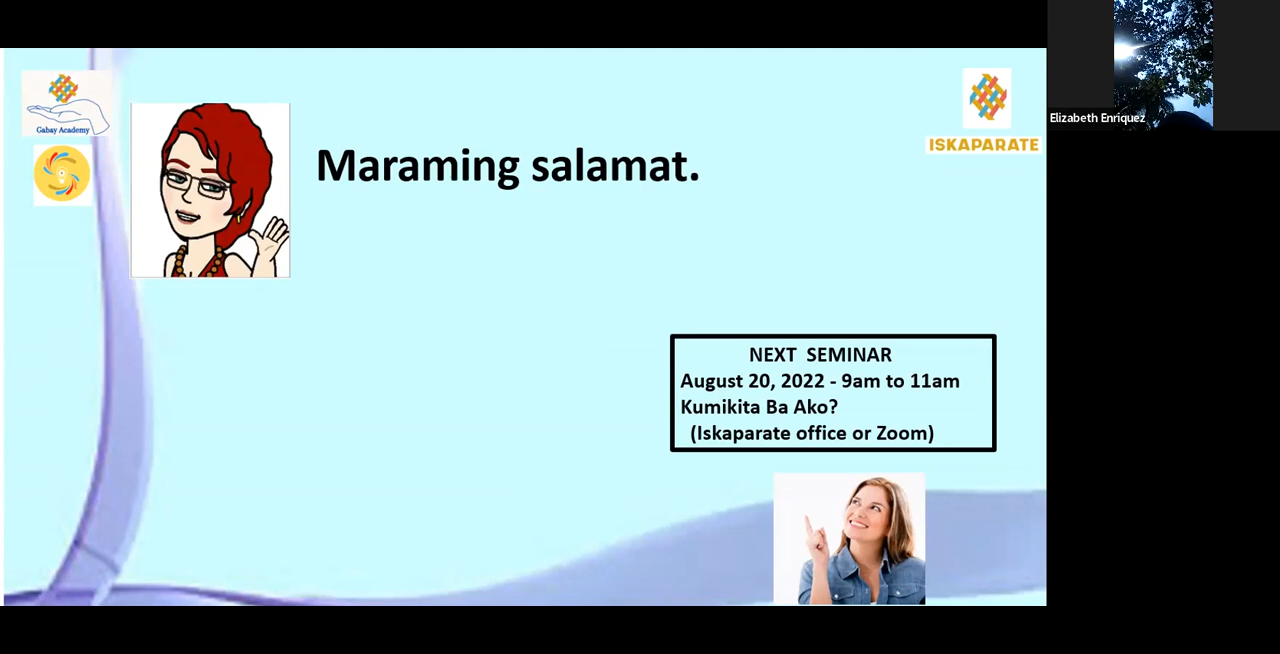 Gabay Academy
Maraming salamat.
ISKAPARATE
Elizabeth Enriquez
NEXT SEMINAR
August 20, 2022 - 9am to 11am
Kumikita Ba Ako?
(Iskaparate office or Zoom)